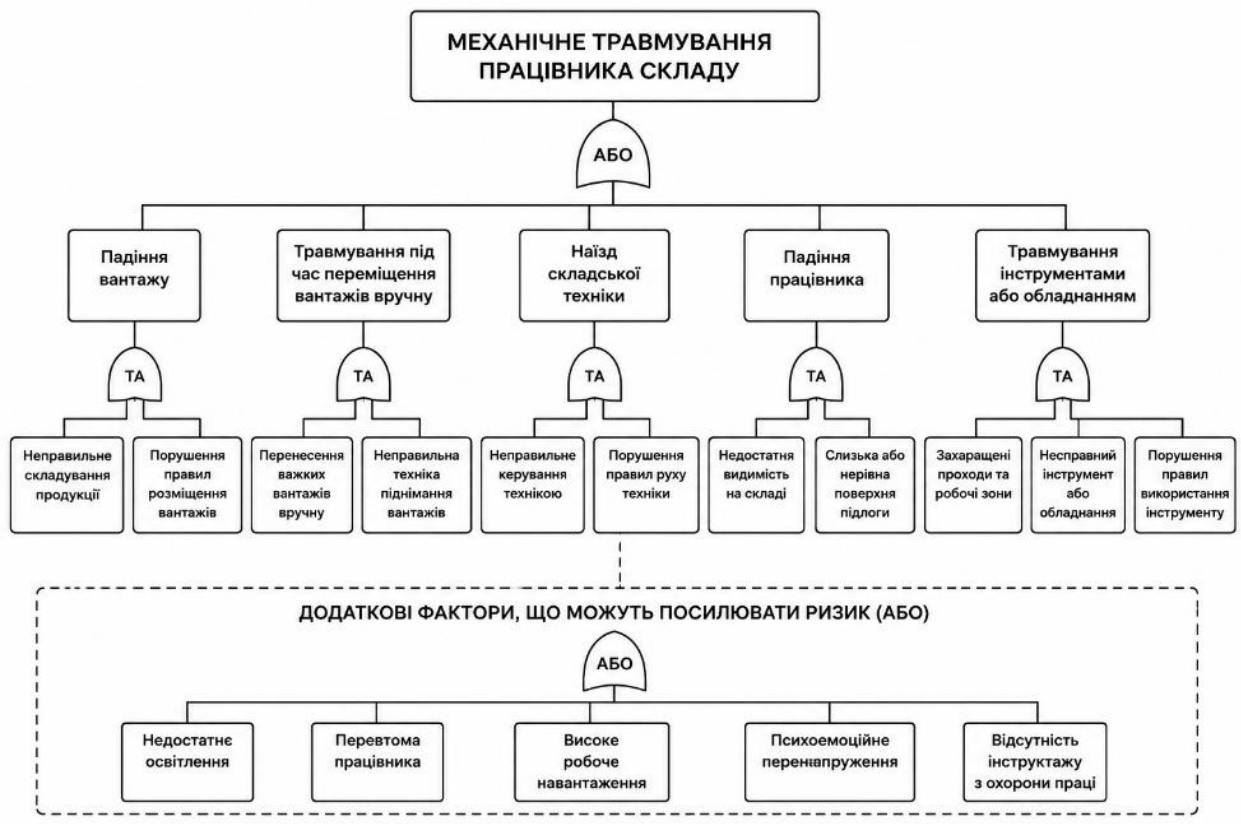 МЕХАНІЧНЕ ТРАВМУВАННЯ
ПРАЦІВНИКА СКЛАДУ
АБО
Падіння
вантажу
Травмування під
час переміщення
вантажів вручну
Наїзд
складської
техніки
Падіння
працівника
Травмування
інструментами
або обладнанням
ТА
ТА
ТА
ТА
ТА
Неправильне
складування
продукції
Порушення
правил
розміщення
вантажів
Перенесення
важких
вантажів
вручну
Неправильна
техніка
піднімання
вантажів
Неправильне
керування
технікою
Порушення
правил руху
техніки
Недостатня
видимість
на складі
Слизька або
нерівна
поверхня
підлоги
Захаращені
проходи та
робочі зони
Несправний
інструмент
або
обладнання
Порушення
правил
використання
інструменту
ДОДАТКОВІ ФАКТОРИ, ЩО МОЖУТЬ ПОСИЛЮВАТИ РИЗИК (АБО)
АБО
Недостатнє
освітлення
Перевтома
працівника
Високе
робоче
навантаження
Психоемоційне
перенапруження
Відсутність
інструктажу
з охорони праці